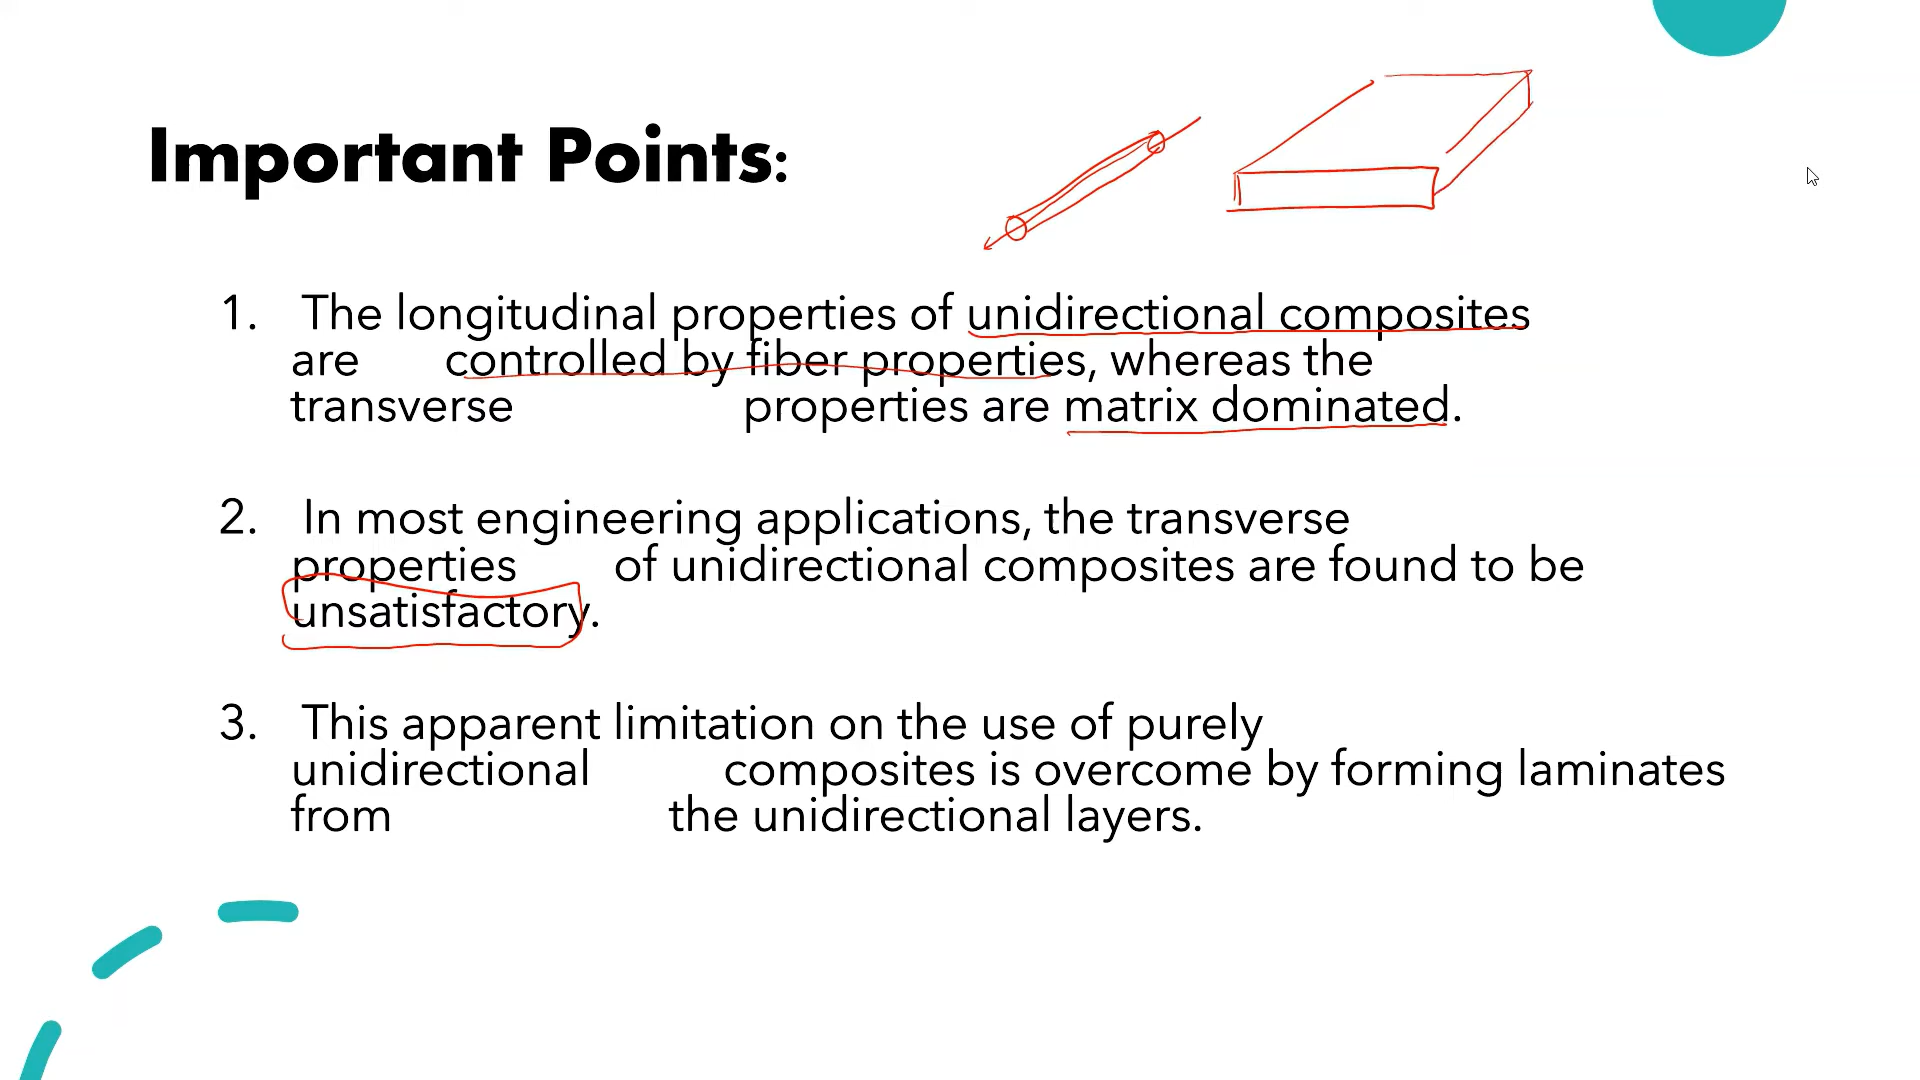 Important Points:
1. The longitudinal properties of unidirectional composites
are controlled by fiber properties, whereas the
transverse properties are matrix dominated.
2. In most engineering applications, the transverse
properties of unidirectional composites are found to be
unsatisfactory.
3. This apparent limitation on the use of purely
unidirectional composites is overcome by forming laminates
from the unidirectional layers.